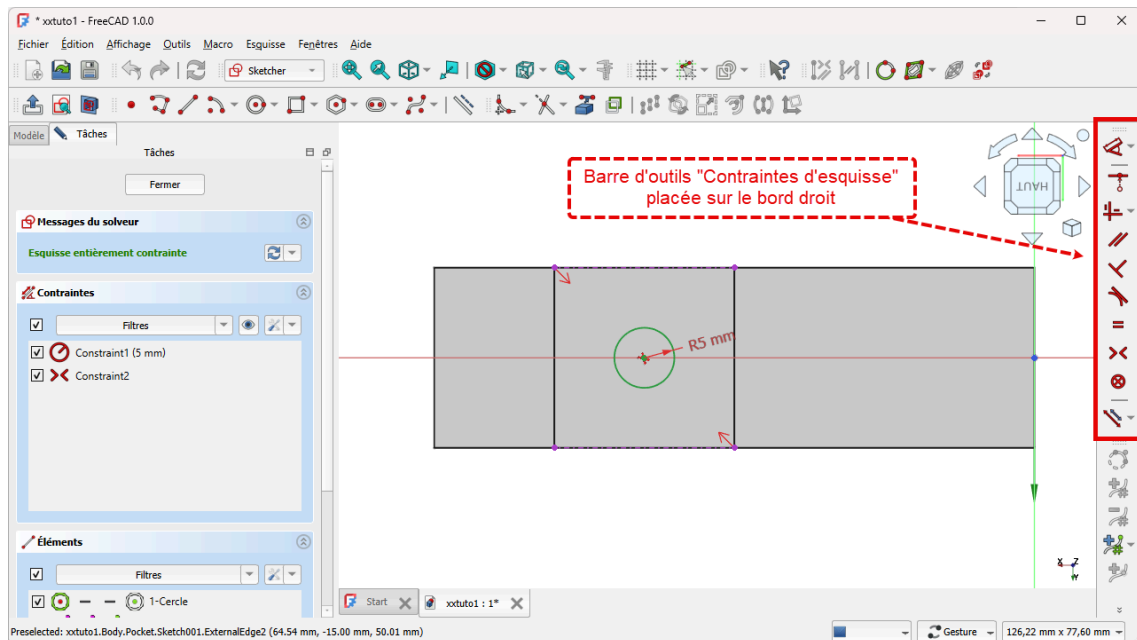 * xxtuto1 - FreeCAD 1.0.0
Fichier Édition Affichage Outils Macro Esquisse Fenêtres Aide
Sketcher
Modèle Tâches
Tâches
Fermer
Messages du solveur
Esquisse entièrement contrainte
Contraintes
Filtres
Constraint1 (5 mm)
Constraint2
Éléments
Filtres
1-Cercle
Barre d'outils "Contraintes d'esquisse"
placée sur le bord droit
HAUT
R5 mm
X Z
Y
Start xxtuto1 : 1*
Preselected: xxtuto1.Body.Pocket.Sketch001.ExternalEdge2 (64.54 mm, -15.00 mm, 50.01 mm)
Gesture 126,22 mm x 77,60 mm